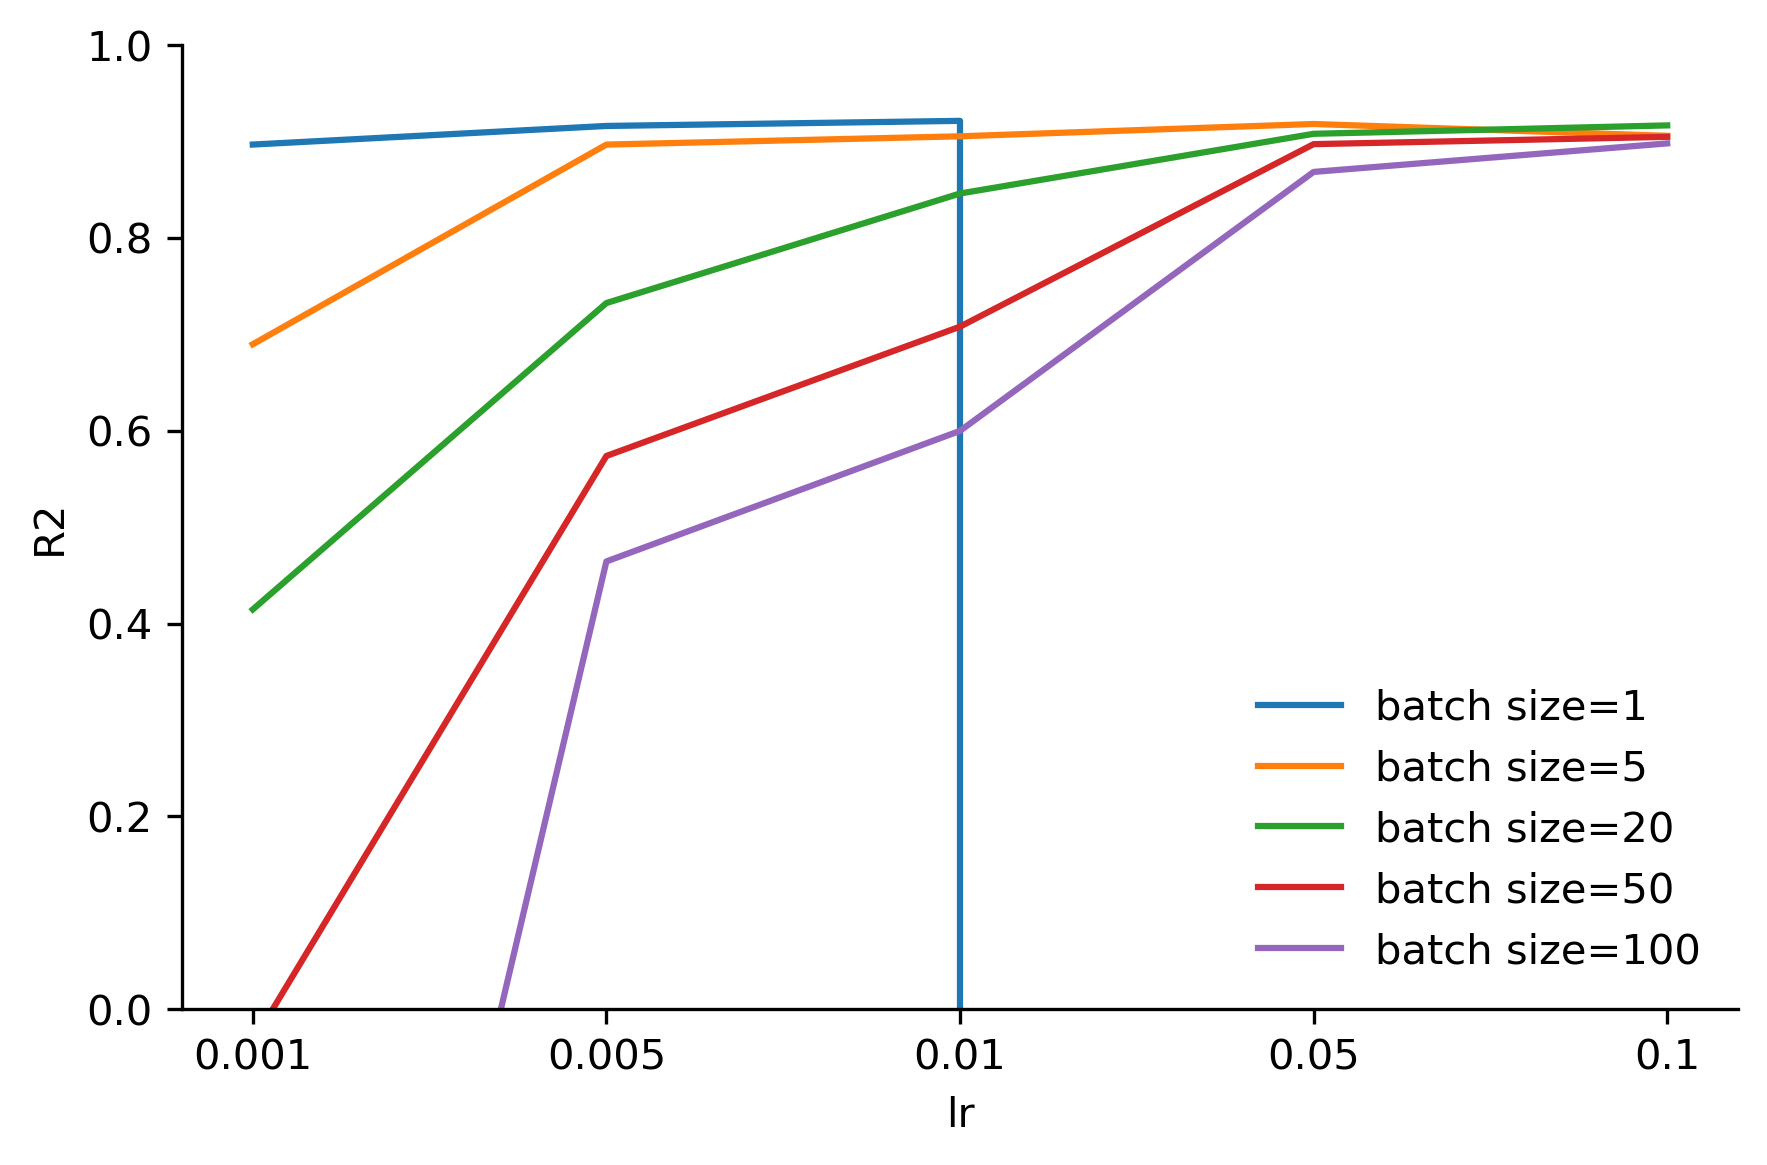 1.0
0.8
0.6
0.4
0.2
0.0
R2
0.001 0.005 0.01 0.05 0.1
lr
batch size=1
batch size=5
batch size=20
batch size=50
batch size=100